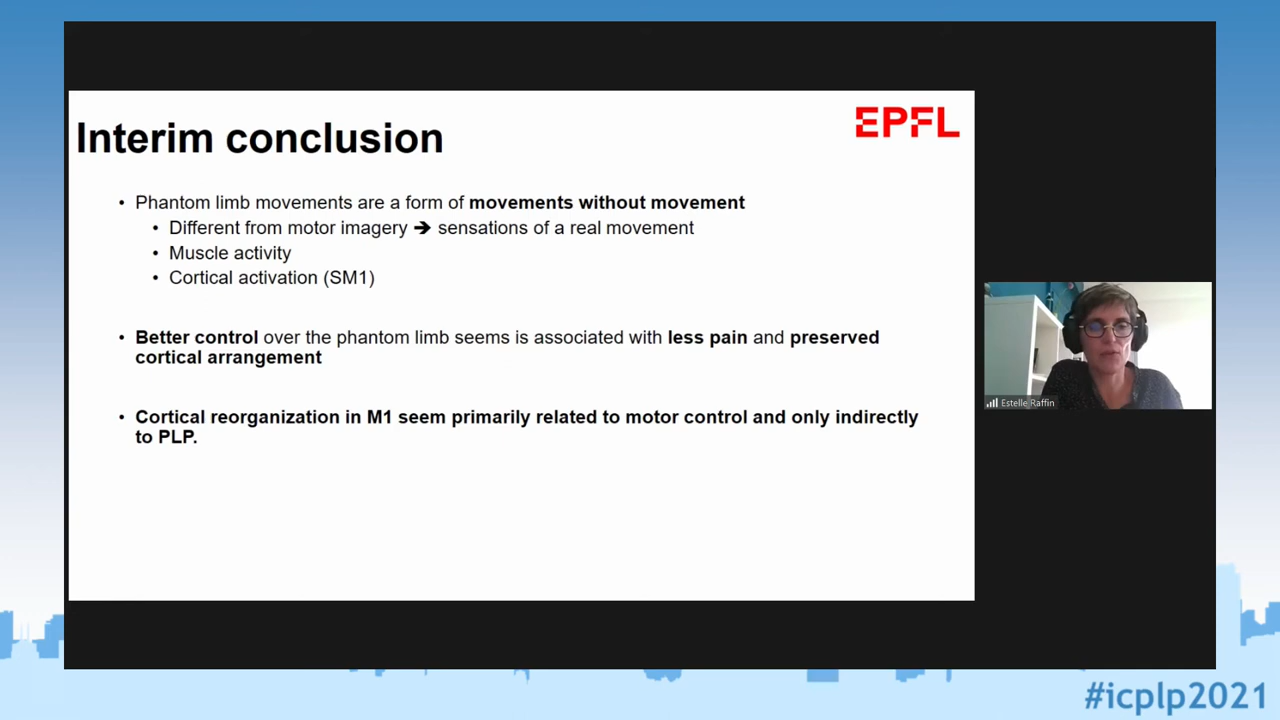 Interim conclusion
EPFL
• Phantom limb movements are a form of movements without movement
• Different from motor imagery ➔ sensations of a real movement
• Muscle activity
• Cortical activation (SM1)
• Better control over the phantom limb seems is associated with less pain and preserved
cortical arrangement
• Cortical reorganization in M1 seem primarily related to motor control and only indirectly
to PLP.
Estelle Raffin
#icplp2021